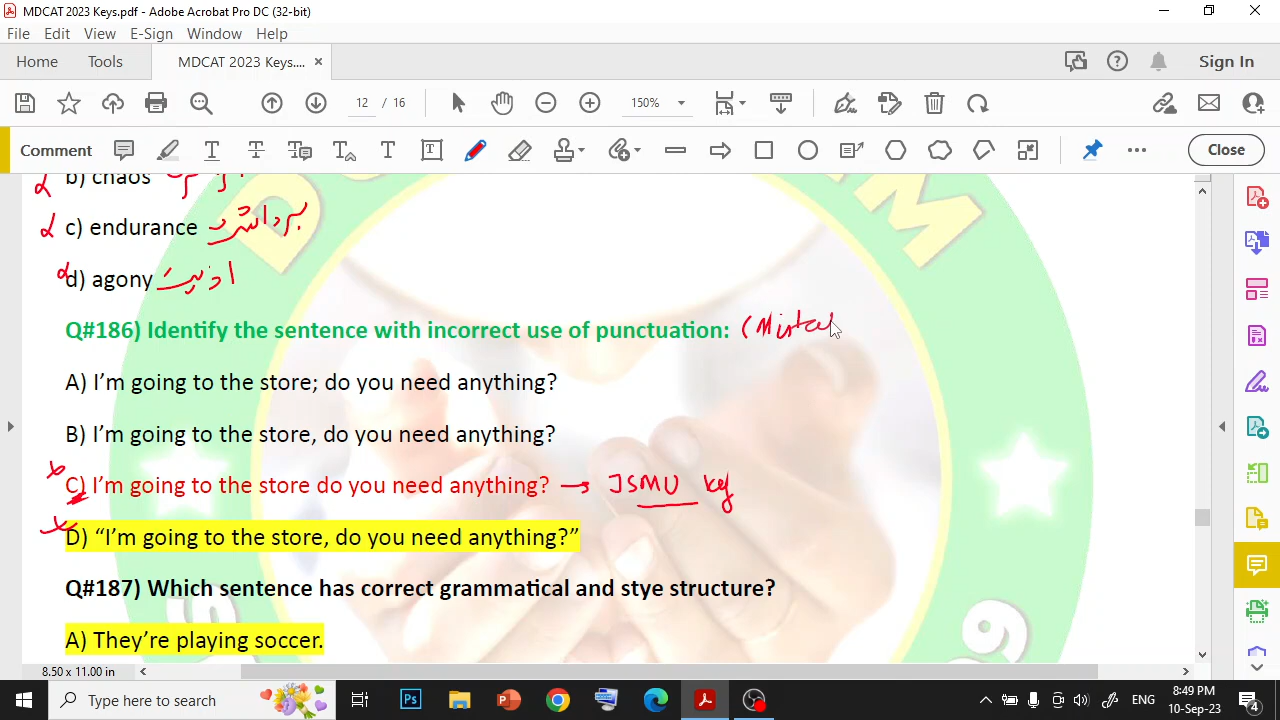 MDCAT 2023 Keys.pdf - Adobe Acrobat Pro DC (32-bit)
File Edit View E-Sign Window Help
Home Tools MDCAT 2023 Keys.... × Sign In
12 / 16 150%
Comment Close
b) chaos
c) endurance برداشت
d) agony اذیت
Q#186) Identify the sentence with incorrect use of punctuation: (Mistak
A) I’m going to the store; do you need anything?
B) I’m going to the store, do you need anything?
C) I’m going to the store do you need anything? → JSMU key
D) “I’m going to the store, do you need anything?”
Q#187) Which sentence has correct grammatical and stye structure?
A) They’re playing soccer.
8.50 x 11.00 in
Type here to search ENG 8:49 PM
10-Sep-23 4